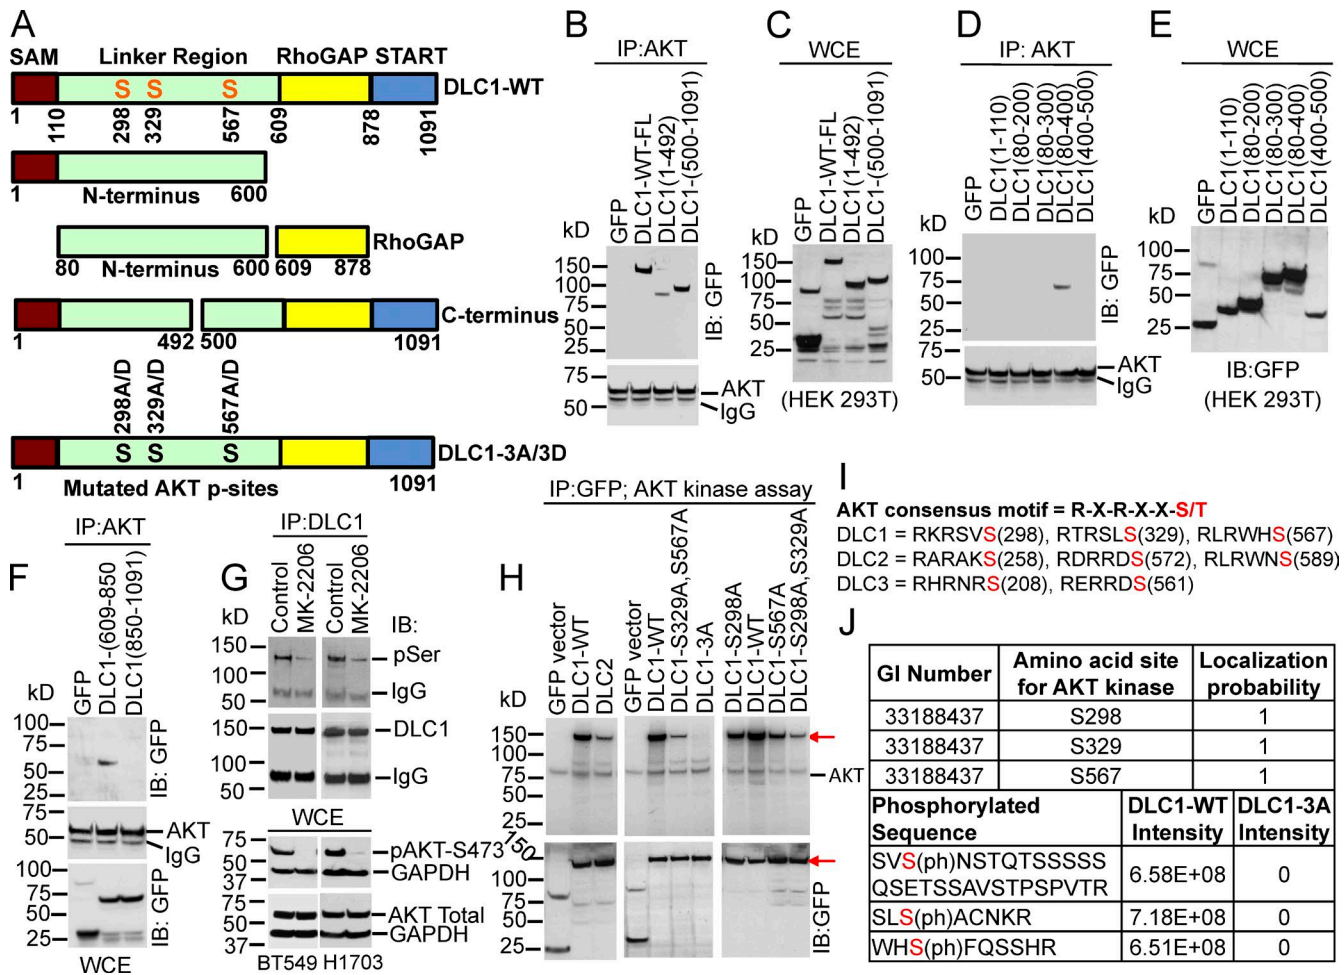 A
SAM Linker Region RhoGAP START
S S S
DLC1-WT
1 110 298 329 567 609 878 1091
1 N-terminus 600
RhoGAP
80 N-terminus 600 609 878
C-terminus
1 492 500 1091
298A/D 329A/D 567A/D
S S S
DLC1-3A/3D
1 Mutated AKT p-sites 1091
B
IP:AKT
GFP
DLC1-WT-FL
DLC1(1-492)
DLC1-(500-1091)
kD
150
100
75
50
25
IB: GFP
75
50
AKT
IgG
C
WCE
GFP
DLC1-WT-FL
DLC1(1-492)
DLC1-(500-1091)
kD
150
100
75
50
25
(HEK 293T)
D
IP: AKT
GFP
DLC1(1-110)
DLC1(80-200)
DLC1(80-300)
DLC1(80-400)
DLC1(400-500)
kD
100
75
50
25
IB: GFP
75
50
AKT
IgG
E
WCE
GFP
DLC1(1-110)
DLC1(80-200)
DLC1(80-300)
DLC1(80-400)
DLC1(400-500)
kD
100
75
50
25
IB:GFP
(HEK 293T)
F
IP:AKT
GFP
DLC1-(609-850
DLC1(850-1091)
kD
100
75
50
25
IB: GFP
75
50
AKT
IgG
100
75
50
25
IB: GFP
WCE
G
IP:DLC1
Control
MK-2206
Control
MK-2206
kD
IB:
150
100
50
pSer
IgG
150
100
50
DLC1
IgG
WCE
75
50
37
pAKT-S473
GAPDH
75
50
37
AKT Total
GAPDH
BT549 H1703
H
IP:GFP; AKT kinase assay
GFP vector
DLC1-WT
DLC2
GFP vector
DLC1-WT
DLC1-S329A,S567A
DLC1-3A
DLC1-S298A
DLC1-WT
DLC1-S567A
DLC1-S298A,S329A
kD
150
100
75
50
25
AKT
150
100
75
50
25
IB:GFP
I
AKT consensus motif = R-X-R-X-X-S/T
DLC1 = RKRSVS(298), RTRSLS(329), RLRWHS(567)
DLC2 = RARAKS(258), RDRRDS(572), RLRWNS(589)
DLC3 = RHRNRS(208), RERRDS(561)
J
GI Number Amino acid site for AKT kinase Localization probability
33188437 S298 1
33188437 S329 1
33188437 S567 1
Phosphorylated Sequence DLC1-WT Intensity DLC1-3A Intensity
SVS(ph)NSTQTSSSSS
QSETSSAVSTPSPVTR 6.58E+08 0
SLS(ph)ACNKR 7.18E+08 0
WHS(ph)FQSSHR 6.51E+08 0